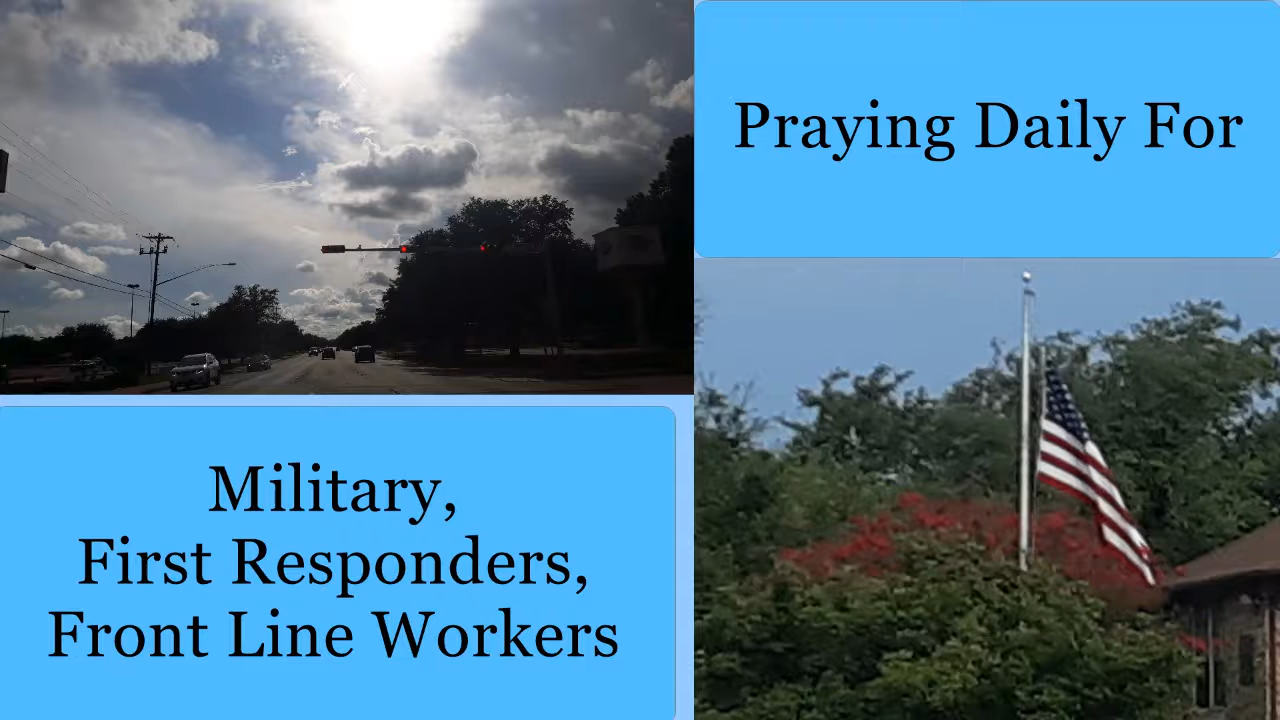 Praying Daily For
Military,
First Responders,
Front Line Workers